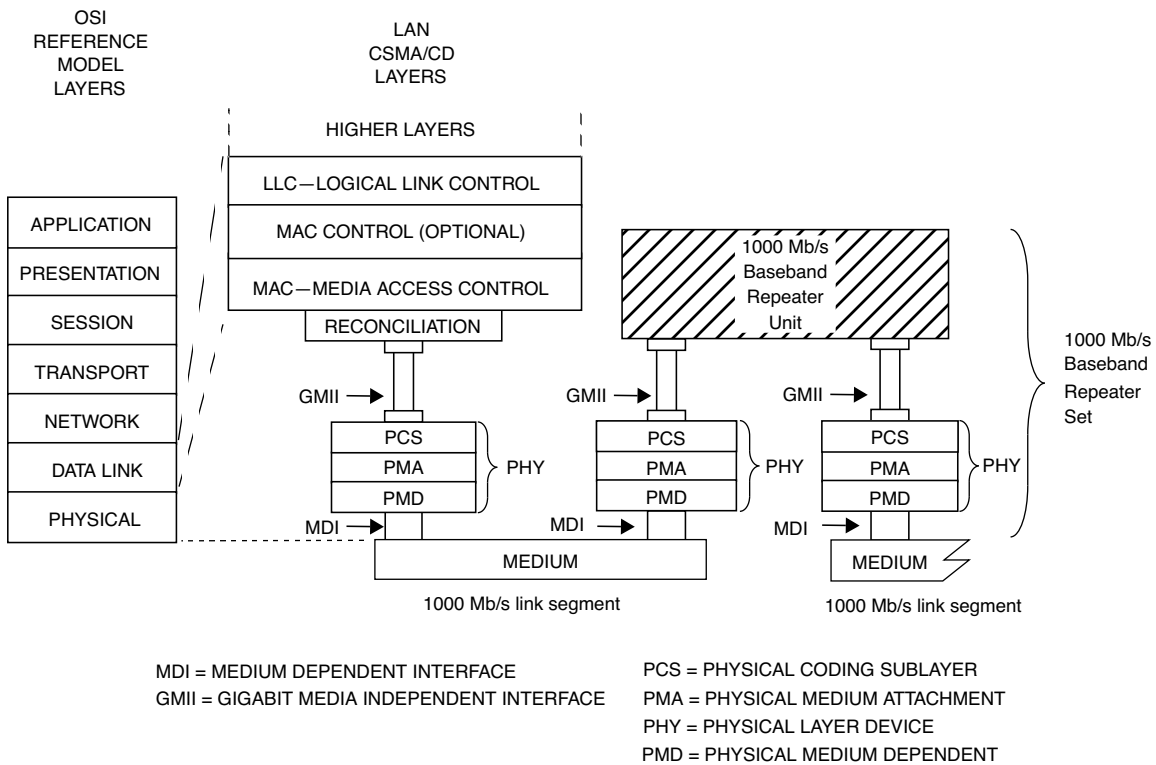 OSI
REFERENCE
MODEL
LAYERS
LAN
CSMA/CD
LAYERS
HIGHER LAYERS
LLC—LOGICAL LINK CONTROL
MAC CONTROL (OPTIONAL)
MAC—MEDIA ACCESS CONTROL
RECONCILIATION
APPLICATION
PRESENTATION
SESSION
TRANSPORT
NETWORK
DATA LINK
PHYSICAL
1000 Mb/s
Baseband
Repeater
Unit
1000 Mb/s
Baseband
Repeater
Set
GMII
PCS
PMA
PMD
PHY
MDI
GMII
PCS
PMA
PMD
PHY
MDI
GMII
PCS
PMA
PMD
PHY
MDI
MEDIUM
MEDIUM
1000 Mb/s link segment
1000 Mb/s link segment
MDI = MEDIUM DEPENDENT INTERFACE
GMII = GIGABIT MEDIA INDEPENDENT INTERFACE
PCS = PHYSICAL CODING SUBLAYER
PMA = PHYSICAL MEDIUM ATTACHMENT
PHY = PHYSICAL LAYER DEVICE
PMD = PHYSICAL MEDIUM DEPENDENT